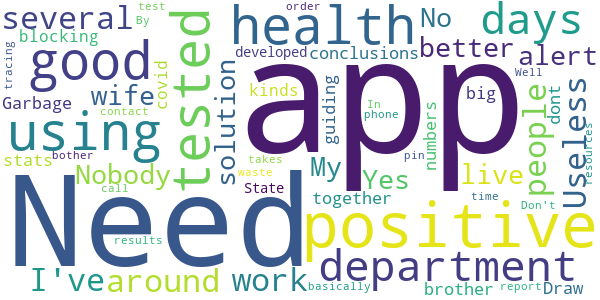 several
blocking
tracing
good
Garbage
wife
covid
By
test
contact
tested
using
stats
Nobody
bother
call
Need
I've
around
results
work
health
order
developed
conclusions
solution
kinds
waste
takes
State
app
guiding
My
together
Yes
numbers
In
phone
No
better
big
live
pin
days
alert
Well
people
dont
Useless
resources
Don't
time
positive
department
basically
brother
report
Draw